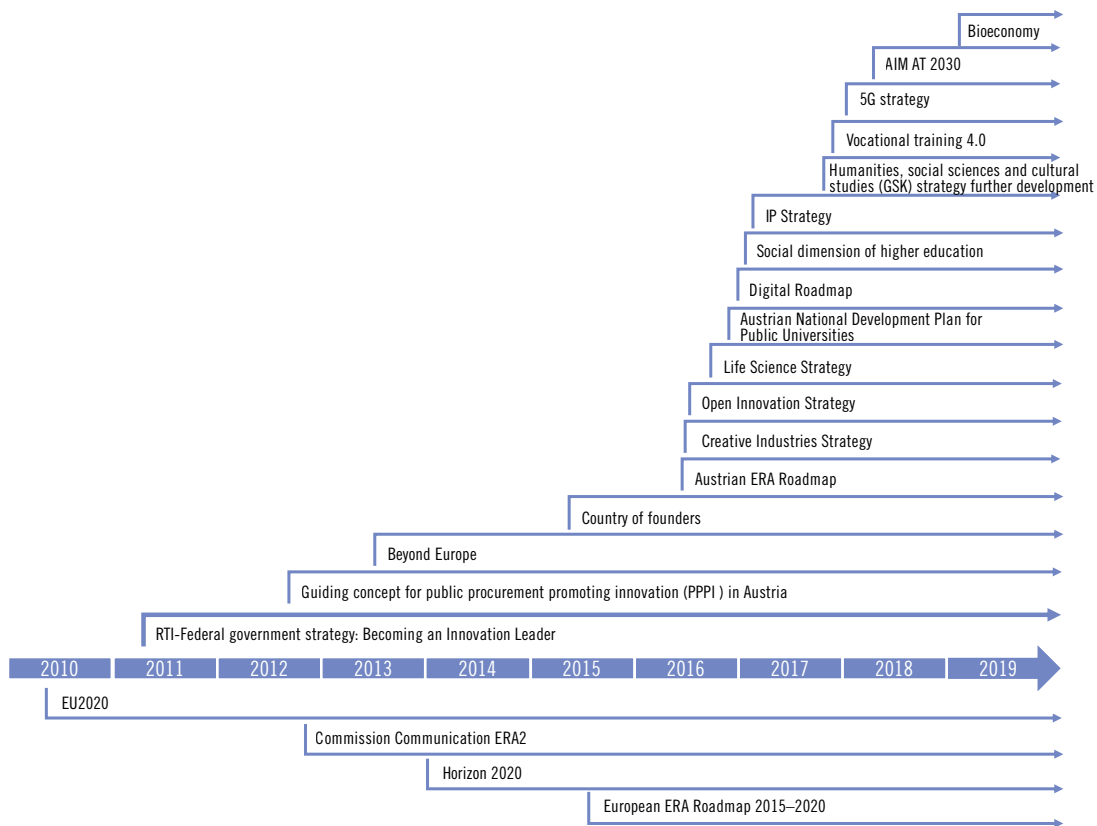 Bioeconomy
AIM AT 2030
5G strategy
Vocational training 4.0
Humanities, social sciences and cultural
studies (GSK) strategy further development
IP Strategy
Social dimension of higher education
Digital Roadmap
Austrian National Development Plan for
Public Universities
Life Science Strategy
Open Innovation Strategy
Creative Industries Strategy
Austrian ERA Roadmap
Country of founders
Beyond Europe
Guiding concept for public procurement promoting innovation (PPPI ) in Austria
RTI-Federal government strategy: Becoming an Innovation Leader
2010 2011 2012 2013 2014 2015 2016 2017 2018 2019
EU2020
Commission Communication ERA2
Horizon 2020
European ERA Roadmap 2015–2020